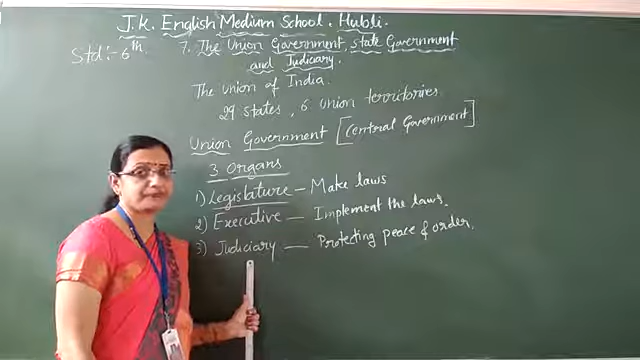 J.K. English Medium School. Hubli.
Std:- 6th
7. The Union Government, state Government
and Judiciary.
The union of India.
29 states, 6 union territories
Union Government [Central Government]
3 Organs
1) Legislature - Make laws
2) Executive - Implement the laws.
3) Judiciary - Protecting peace & order.